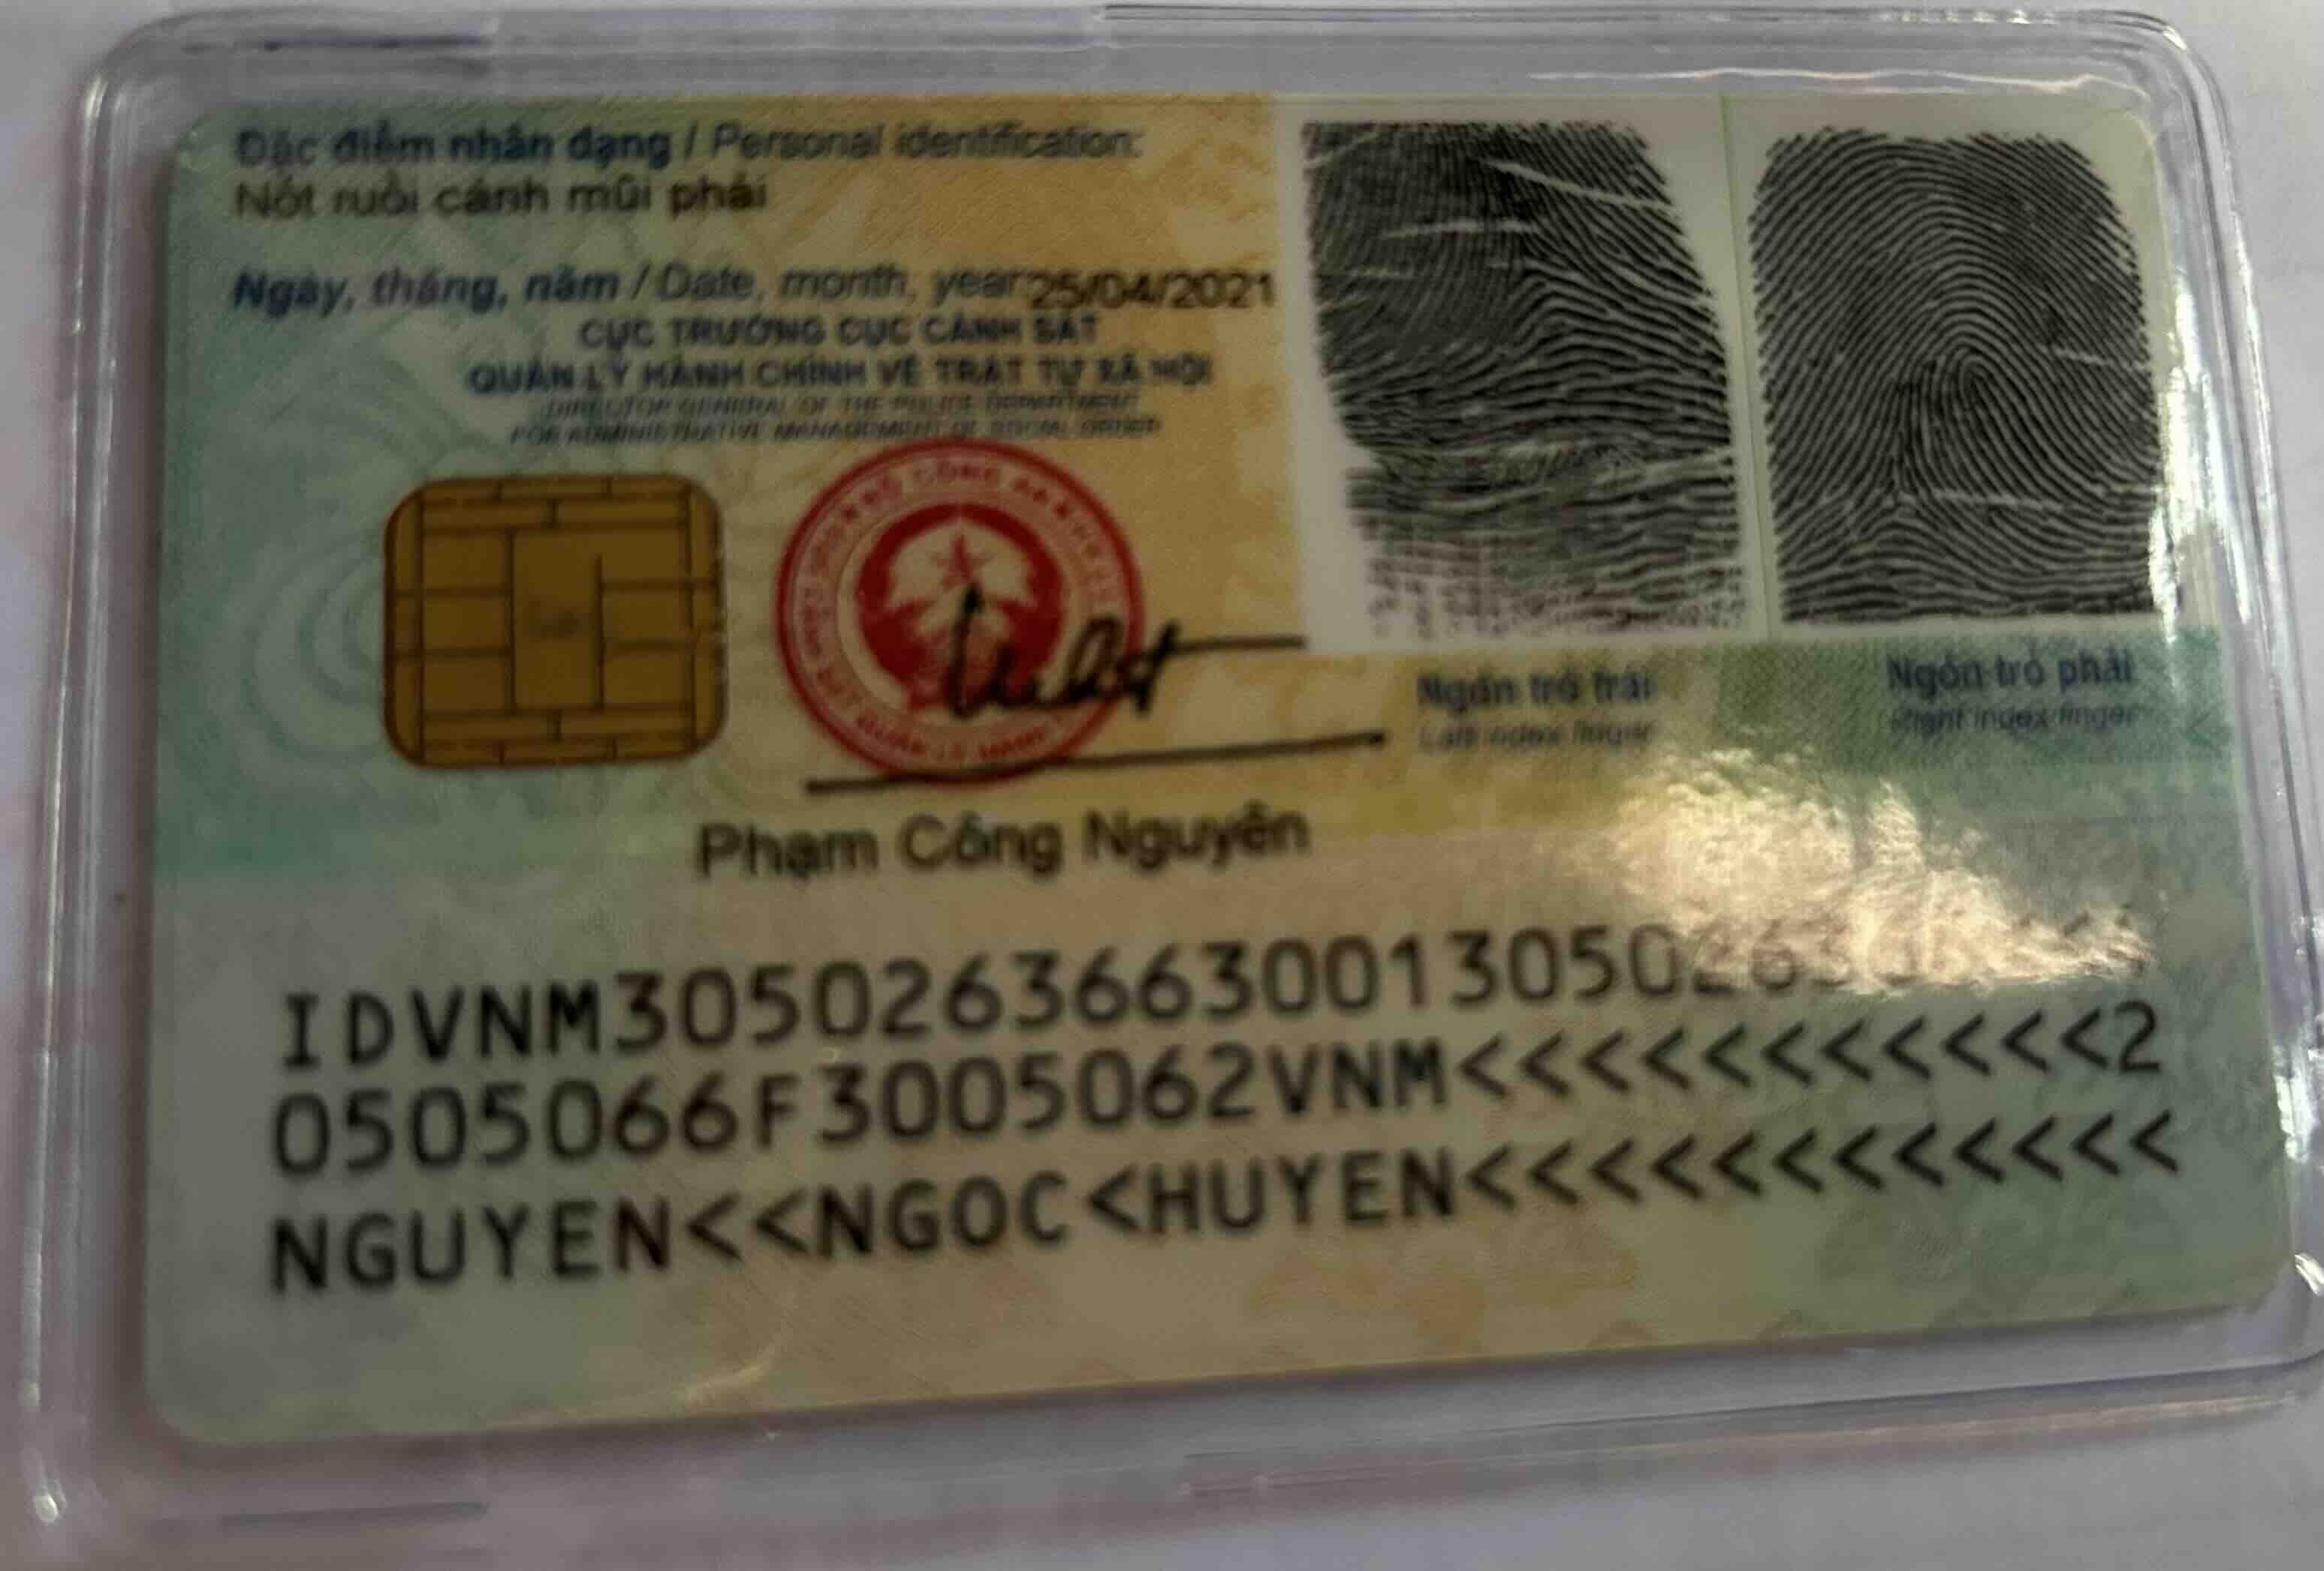 Đặc điểm nhân dạng / Personal identification:
Nốt ruồi cánh mũi phải
Ngày, tháng, năm / Date, month, year: 25/04/2021
CỤC TRƯỞNG CỤC CẢNH SÁT
QUẢN LÝ HÀNH CHÍNH VỀ TRẬT TỰ XÃ HỘI
DIRECTOR GENERAL OF THE POLICE DEPARTMENT
FOR ADMINISTRATIVE MANAGEMENT OF SOCIAL ORDER
Ngón trỏ trái
Left index finger
Ngón trỏ phải
Right index finger
Phạm Công Nguyên
0505066F3005062VNM<<<<<<<<<<<2
NGUYEN<<NGOC<HUYEN<<<<<<<<<<<<